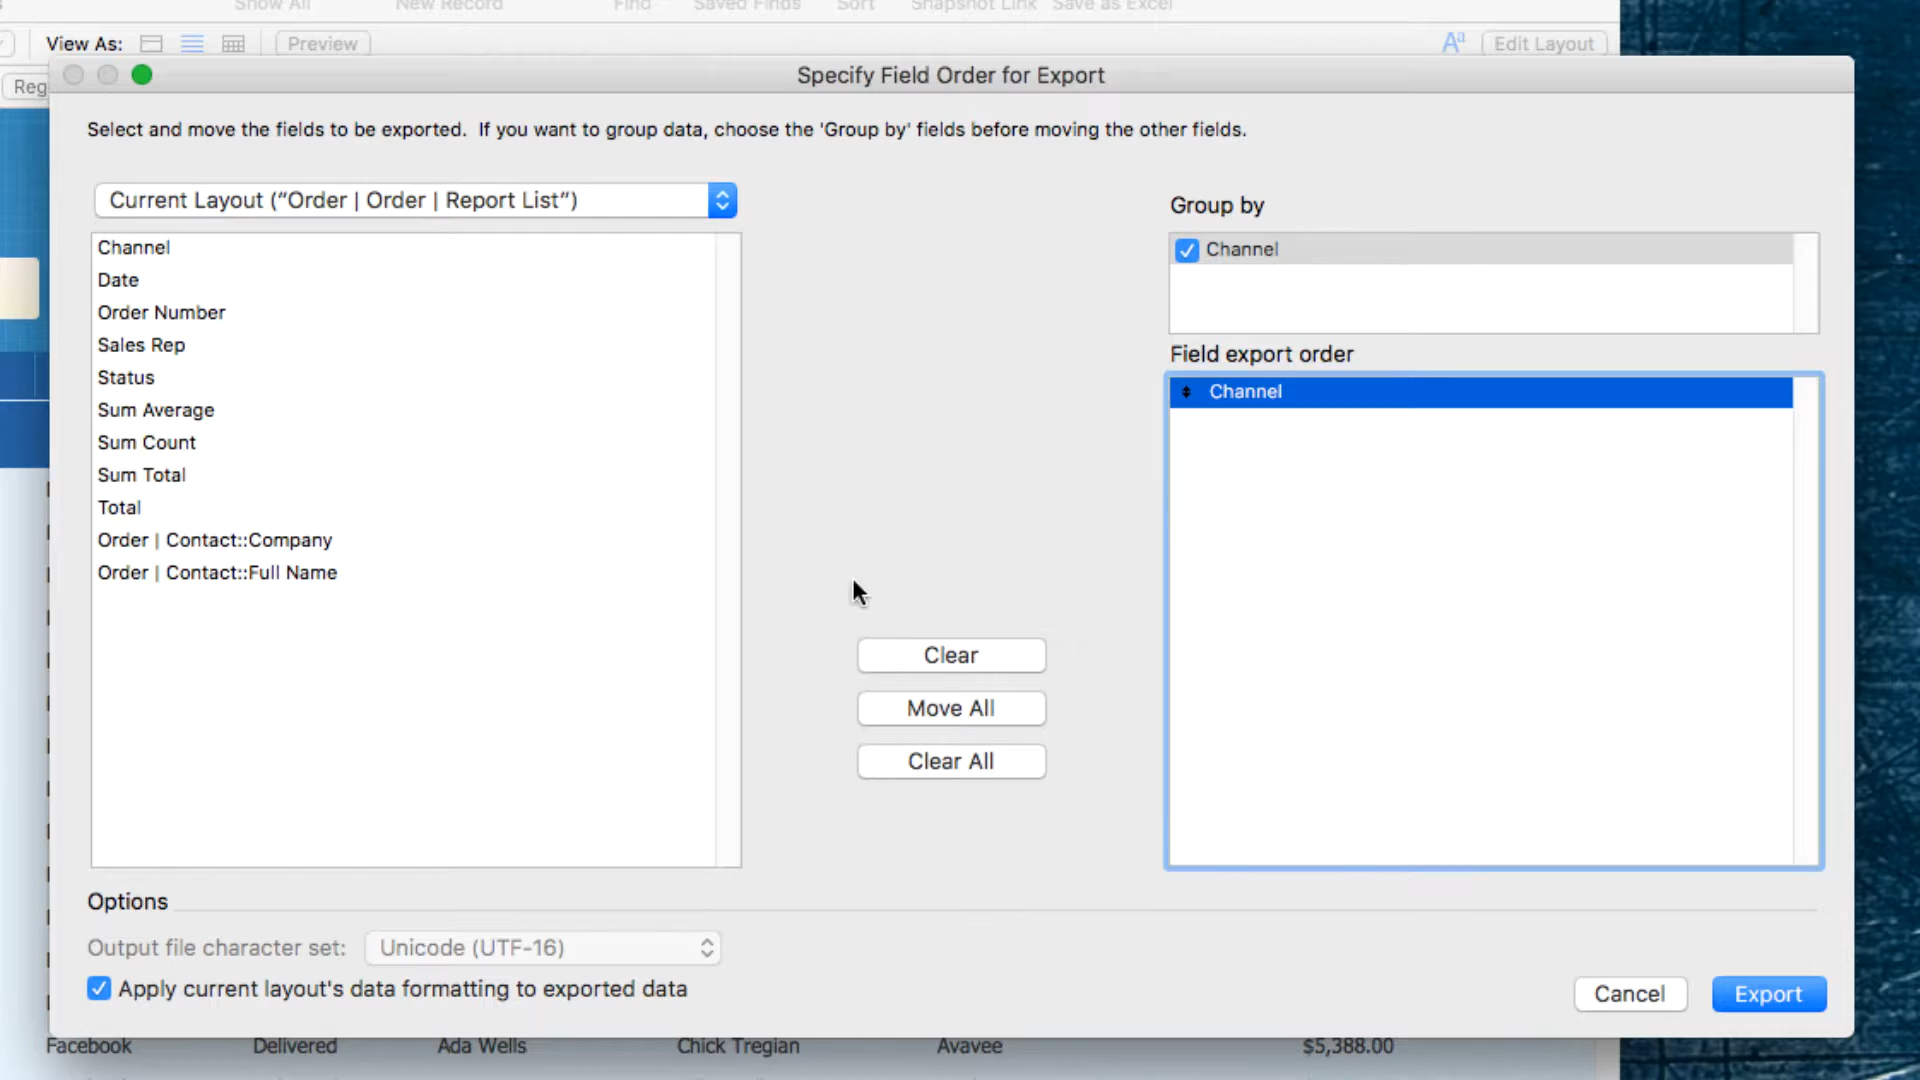 Show All New Record Find Saved Finds Sort Snapshot Link Save as Excel
View As: Preview Aa Edit Layout
Specify Field Order for Export
Select and move the fields to be exported. If you want to group data, choose the 'Group by' fields before moving the other fields.
Current Layout (“Order | Order | Report List”)
Channel
Date
Order Number
Sales Rep
Status
Sum Average
Sum Count
Sum Total
Total
Order | Contact::Company
Order | Contact::Full Name
Clear
Move All
Clear All
Group by
Channel
Field export order
Channel
Options
Output file character set: Unicode (UTF-16)
Apply current layout's data formatting to exported data
Cancel Export
Facebook Delivered Ada Wells Chick Tregian Avavee $5,388.00